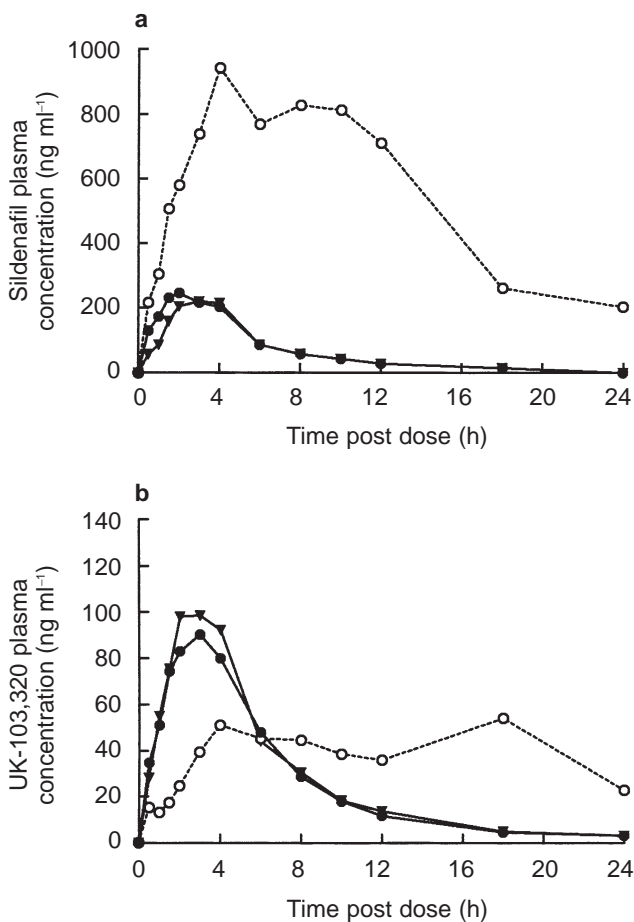 a
Sildenafil plasma
concentration (ng ml⁻¹)
1000
800
600
400
200
0
0 4 8 12 16 20 24
Time post dose (h)
b
UK-103,320 plasma
concentration (ng ml⁻¹)
140
120
100
80
60
40
20
0
0 4 8 12 16 20 24
Time post dose (h)